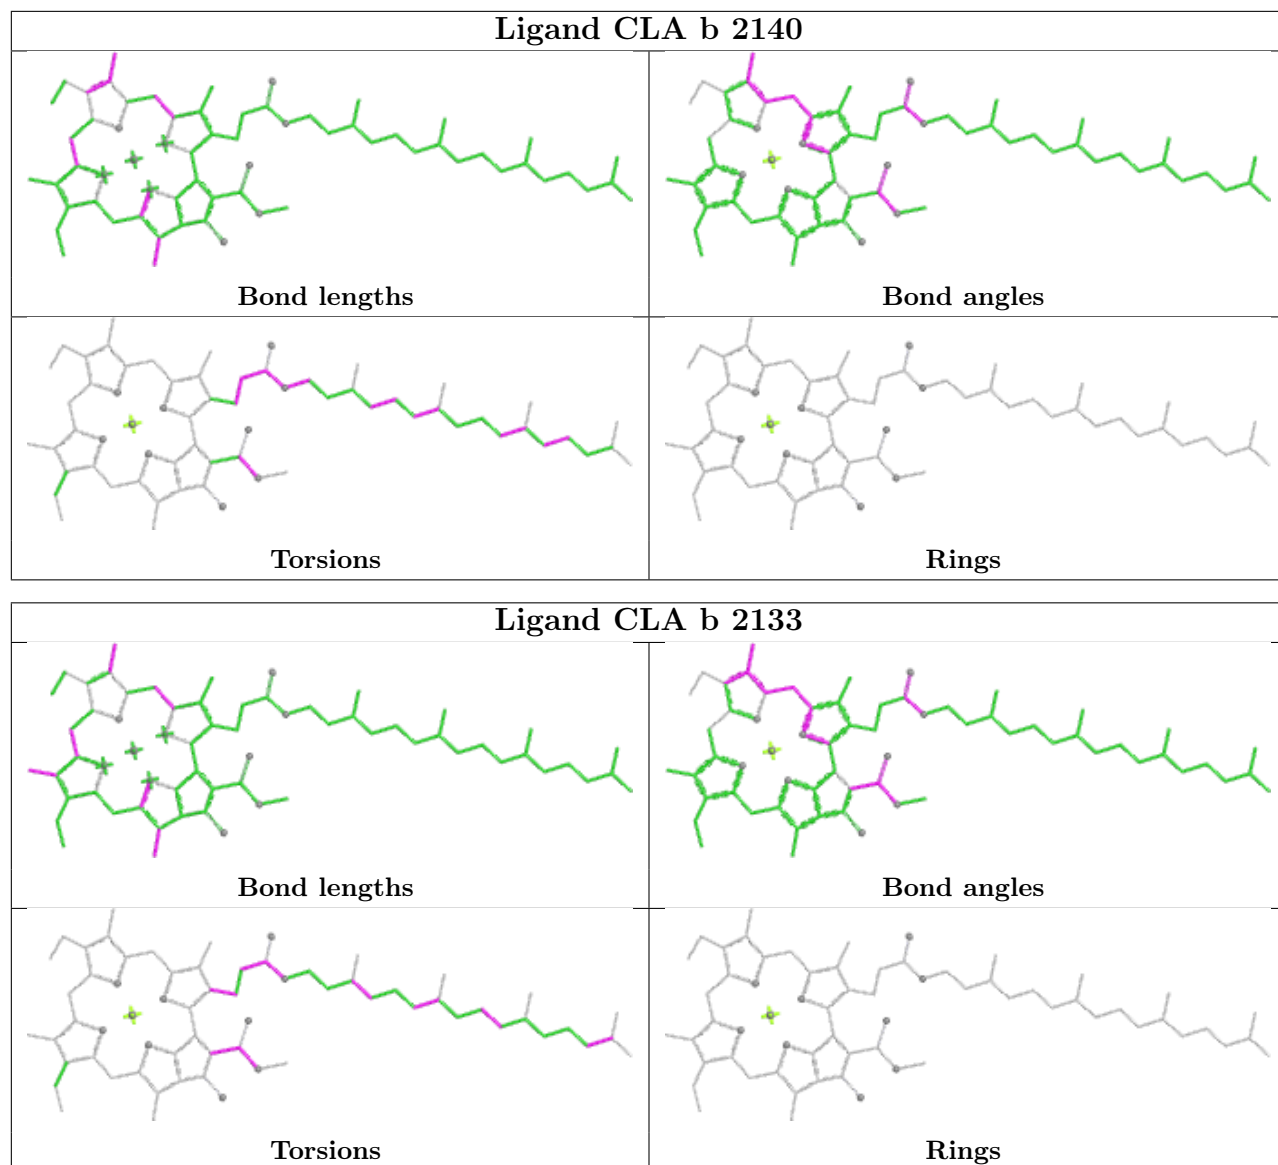 Ligand CLA b 2140
Bond lengths
Bond angles
Torsions
Rings
Ligand CLA b 2133
Bond lengths
Bond angles
Torsions
Rings